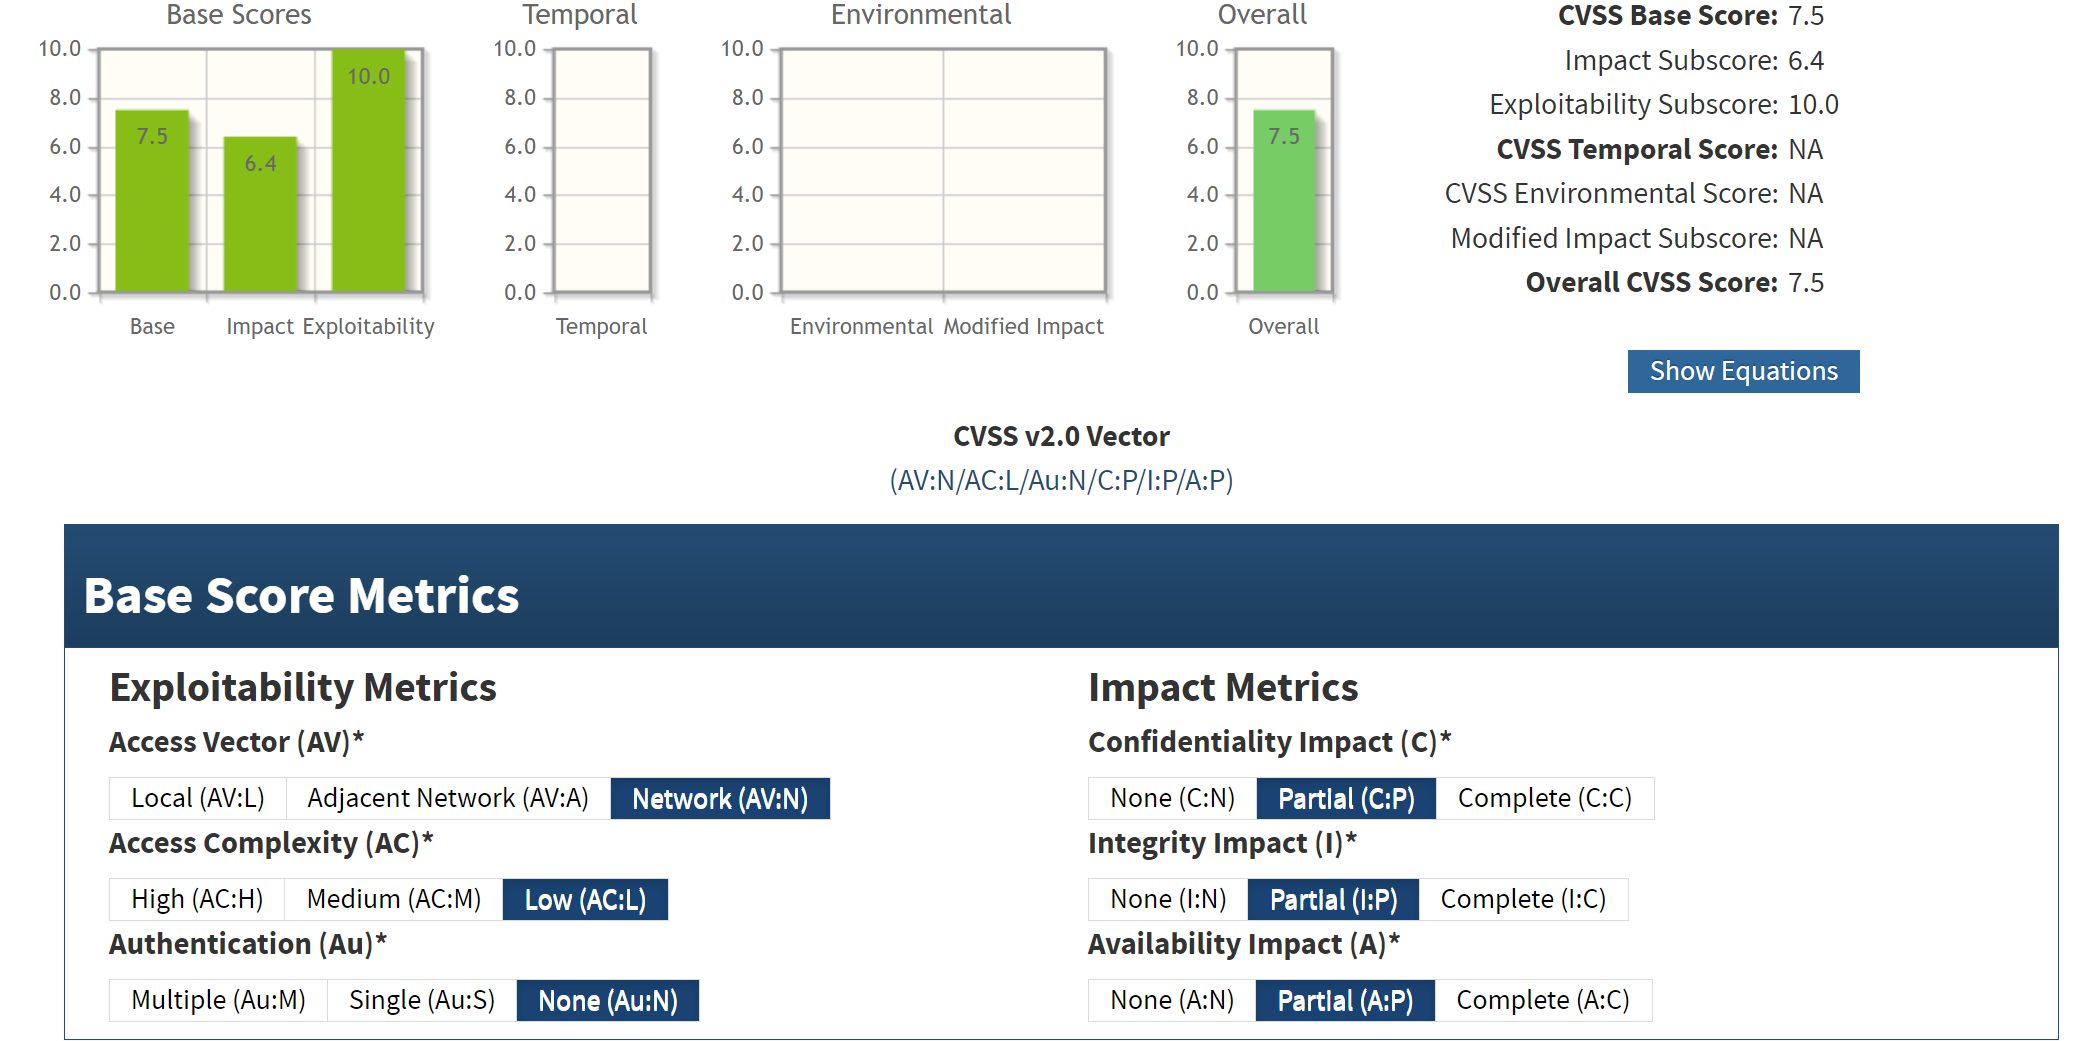 Base Scores
10.0
8.0
6.0
4.0
2.0
0.0
7.5
6.4
10.0
Base Impact Exploitability
Temporal
10.0
8.0
6.0
4.0
2.0
0.0
Temporal
Environmental
10.0
8.0
6.0
4.0
2.0
0.0
Environmental Modified Impact
Overall
10.0
8.0
6.0
4.0
2.0
0.0
7.5
Overall
CVSS Base Score: 7.5
Impact Subscore: 6.4
Exploitability Subscore: 10.0
CVSS Temporal Score: NA
CVSS Environmental Score: NA
Modified Impact Subscore: NA
Overall CVSS Score: 7.5
Show Equations
CVSS v2.0 Vector
(AV:N/AC:L/Au:N/C:P/I:P/A:P)
Base Score Metrics
Exploitability Metrics
Access Vector (AV)*
Local (AV:L) Adjacent Network (AV:A) Network (AV:N)
Access Complexity (AC)*
High (AC:H) Medium (AC:M) Low (AC:L)
Authentication (Au)*
Multiple (Au:M) Single (Au:S) None (Au:N)
Impact Metrics
Confidentiality Impact (C)*
None (C:N) Partial (C:P) Complete (C:C)
Integrity Impact (I)*
None (I:N) Partial (I:P) Complete (I:C)
Availability Impact (A)*
None (A:N) Partial (A:P) Complete (A:C)